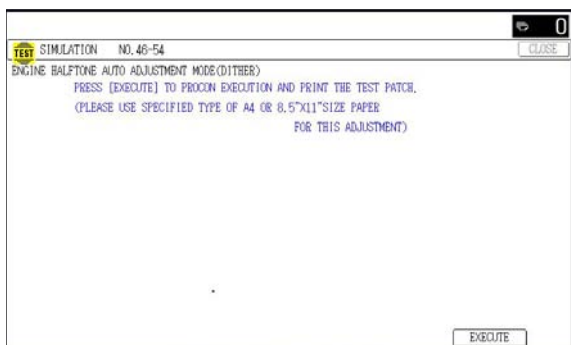 0
TEST SIMULATION NO.46-54 CLOSE
ENGINE HALFTONE AUTO ADJUSTMENT MODE(DITHER)
PRESS [EXECUTE] TO PROCON EXECUTION AND PRINT THE TEST PATCH.
(PLEASE USE SPECIFIED TYPE OF A4 OR 8.5"X11"SIZE PAPER
FOR THIS ADJUSTMENT)
EXECUTE